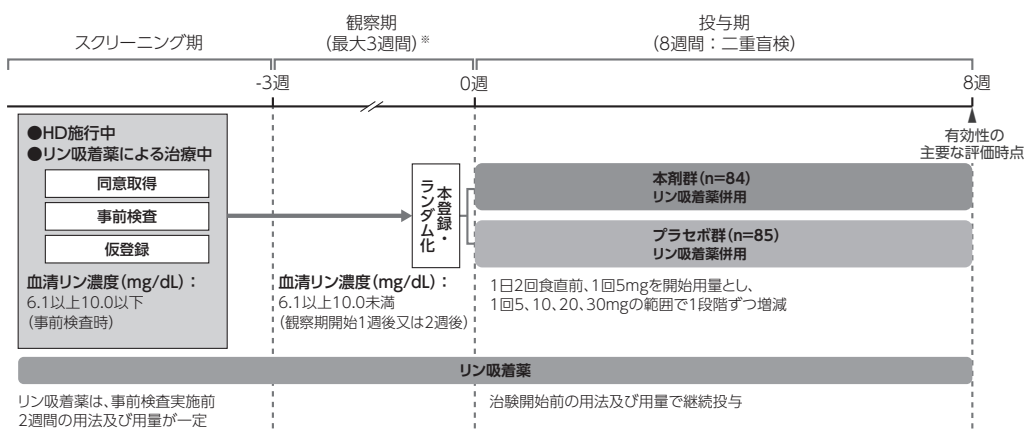 スクリーニング期
観察期
(最大3週間)※
投与期
(8週間:二重盲検)
-3週
0週
8週
有効性の
主要な評価時点
●HD施行中
●リン吸着薬による治療中
同意取得
事前検査
仮登録
血清リン濃度(mg/dL):
6.1以上10.0以下
(事前検査時)
本登録・
ランダム化
血清リン濃度(mg/dL):
6.1以上10.0未満
(観察期開始1週後又は2週後)
本剤群(n=84)
リン吸着薬併用
プラセボ群(n=85)
リン吸着薬併用
1日2回食直前、1回5mgを開始用量とし、
1回5、10、20、30mgの範囲で1段階ずつ増減
リン吸着薬
リン吸着薬は、事前検査実施前
2週間の用法及び用量が一定
治験開始前の用法及び用量で継続投与